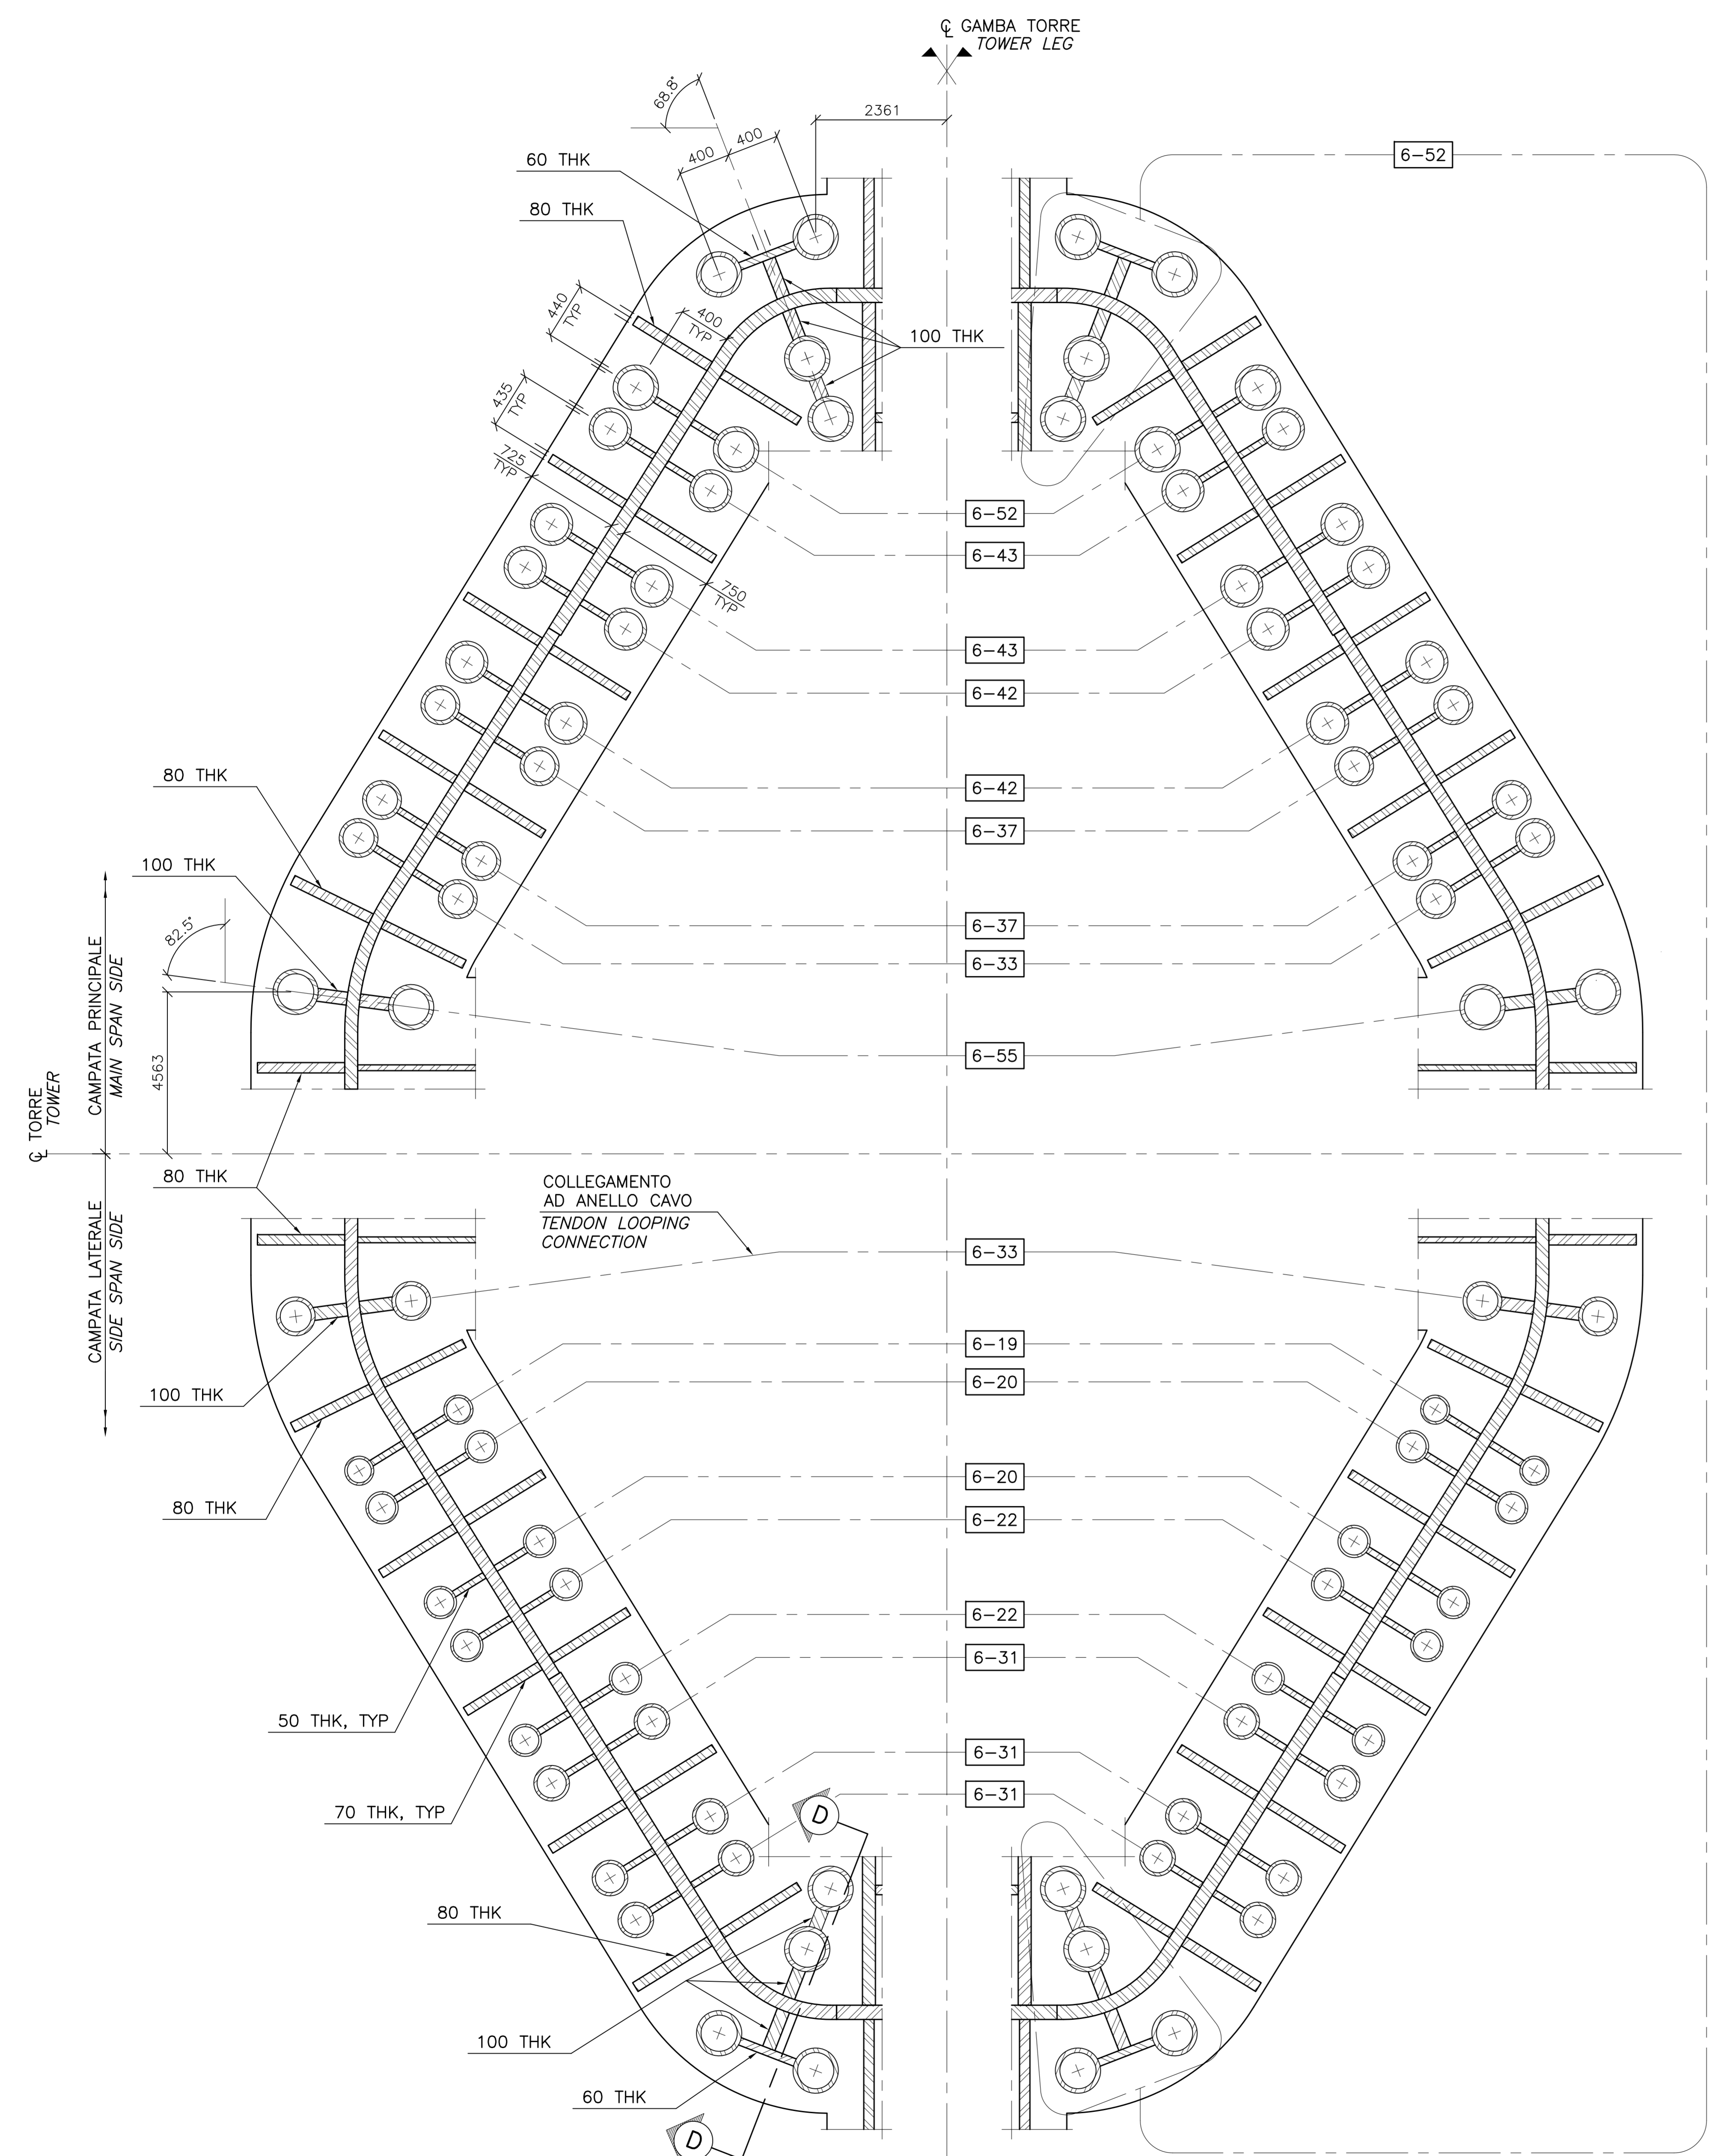 ℄ GAMBA TORRE
TOWER LEG
68.8°
2361
400
400
60 THK
6-52
80 THK
440
TYP
400
TYP
100 THK
435
TYP
725
TYP
6-52
6-43
750
TYP
6-43
6-42
80 THK
6-42
6-37
100 THK
82.5°
6-37
6-33
CAMPATA PRINCIPALE
MAIN SPAN SIDE
4563
6-55
℄ TORRE
TOWER
80 THK
COLLEGAMENTO
AD ANELLO CAVO
TENDON LOOPING
CONNECTION
CAMPATA LATERALE
SIDE SPAN SIDE
6-33
6-19
6-20
100 THK
80 THK
6-20
6-22
6-22
6-31
50 THK, TYP
6-31
6-31
70 THK, TYP
D
80 THK
100 THK
60 THK
D